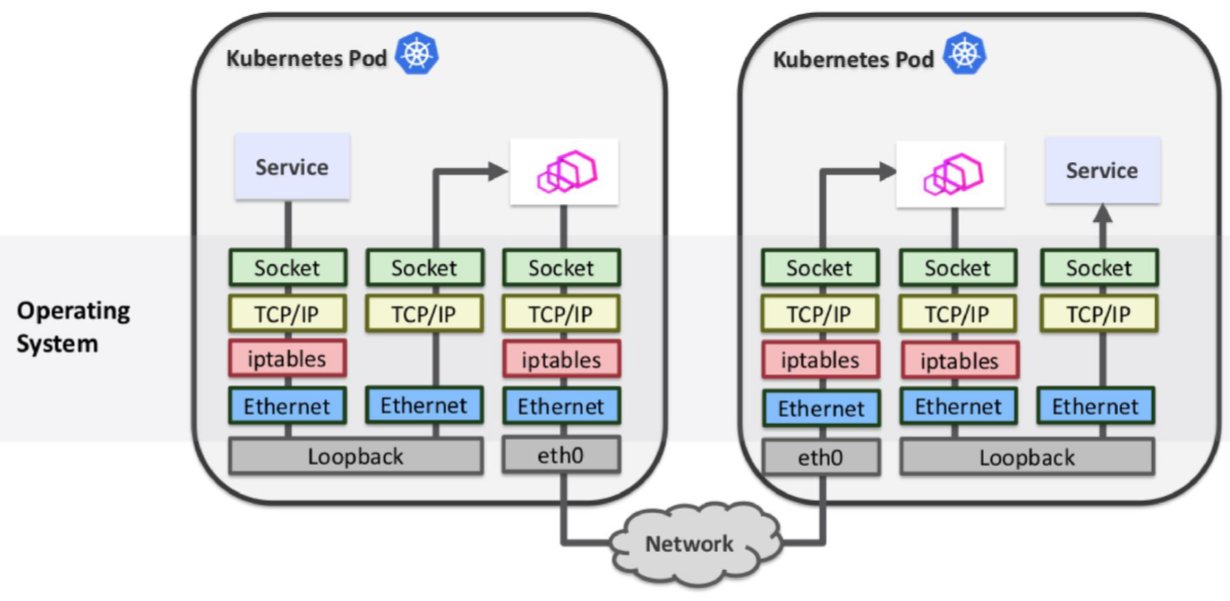 Kubernetes Pod
Kubernetes Pod
Service
Service
Operating
System
Socket
Socket
Socket
Socket
Socket
Socket
TCP/IP
TCP/IP
TCP/IP
TCP/IP
TCP/IP
TCP/IP
iptables
iptables
iptables
iptables
Ethernet
Ethernet
Ethernet
Ethernet
Ethernet
Ethernet
Loopback
eth0
eth0
Loopback
Network